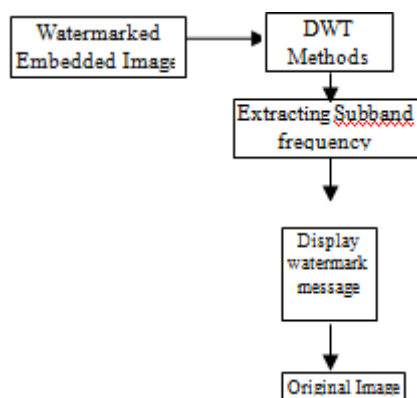 Watermarked
Embedded Image
DWT
Methods
Extracting Subband
frequency
Display
watermark
message
Original Image